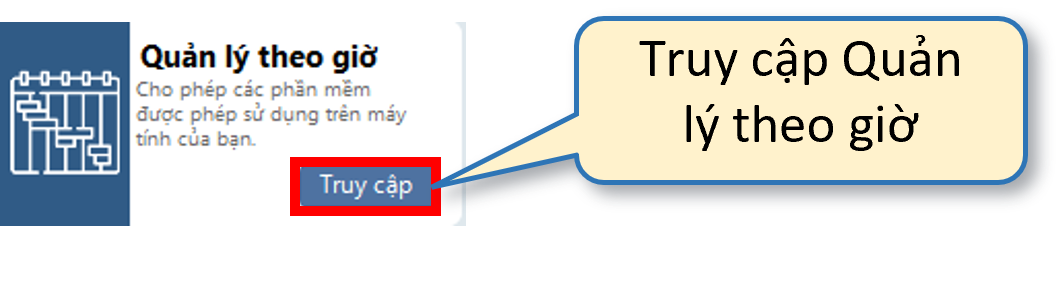 Quản lý theo giờ
Cho phép các phần mềm
được phép sử dụng trên máy
tính của bạn.
Truy cập
Truy cập Quản
lý theo giờ